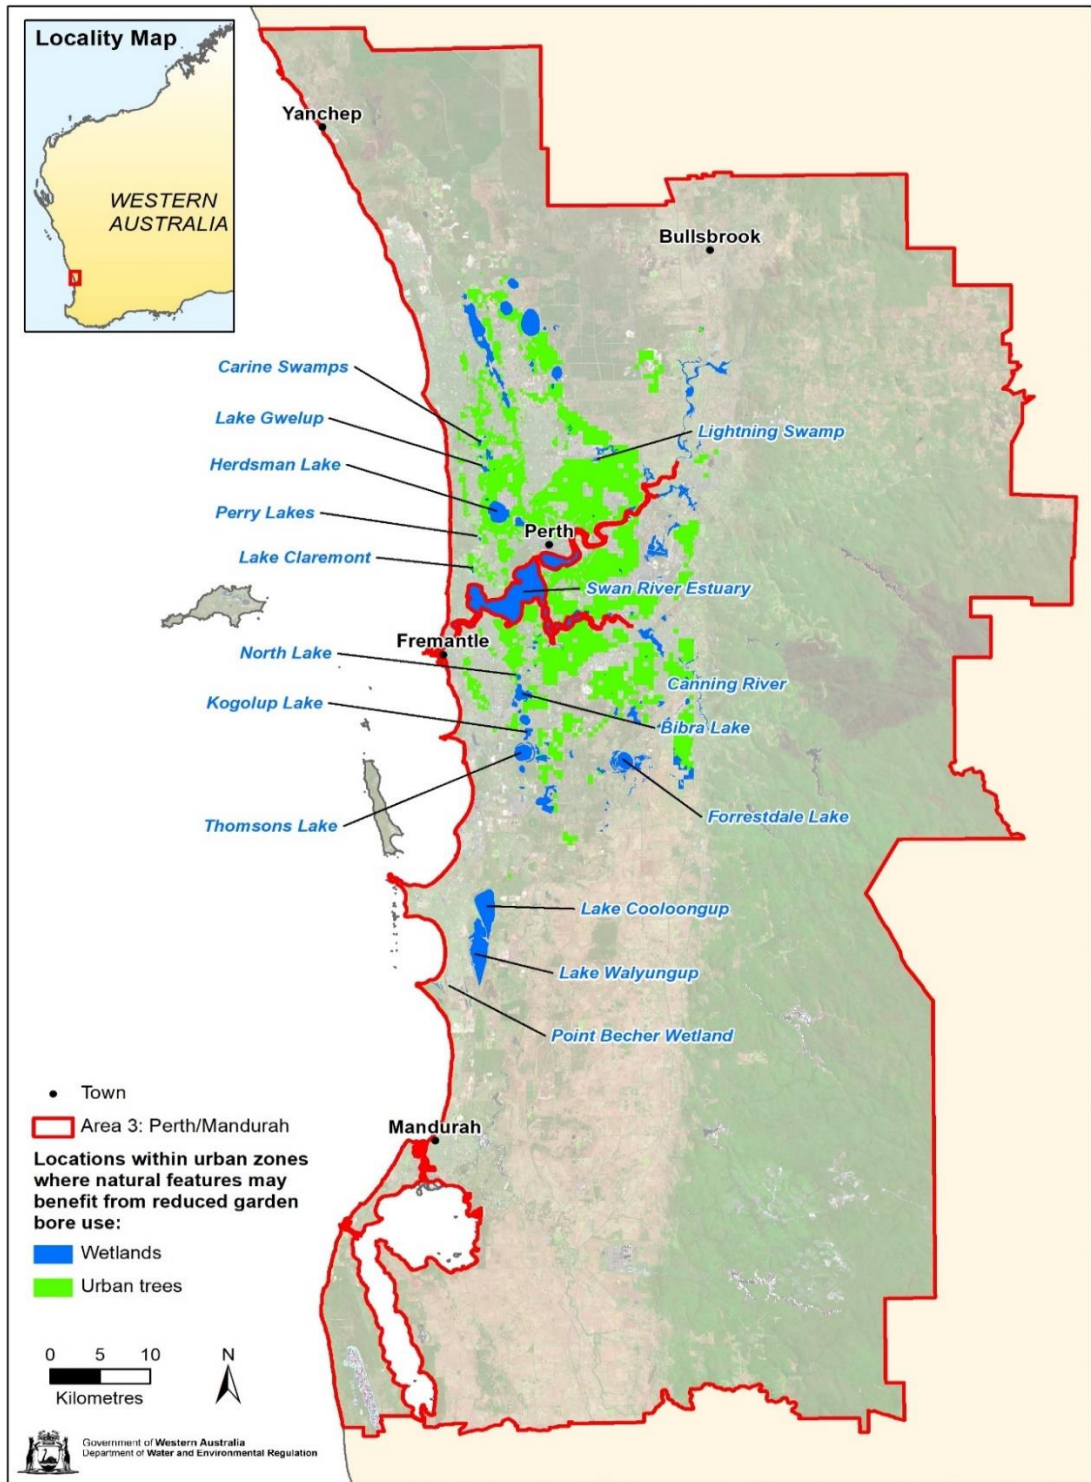 Locality Map
WESTERN
AUSTRALIA
Yanchep
Bullsbrook
Carine Swamps
Lake Gwelup
Herdsman Lake
Perry Lakes
Lake Claremont
Lightning Swamp
Perth
Swan River Estuary
Fremantle
North Lake
Kogolup Lake
Canning River
Bibra Lake
Thomsons Lake
Forrestdale Lake
Lake Cooloongup
Lake Walyungup
Point Becher Wetland
Mandurah
Town
Area 3: Perth/Mandurah
Locations within urban zones
where natural features may
benefit from reduced garden
bore use:
Wetlands
Urban trees
0 5 10
Kilometres
N
Government of Western Australia
Department of Water and Environmental Regulation